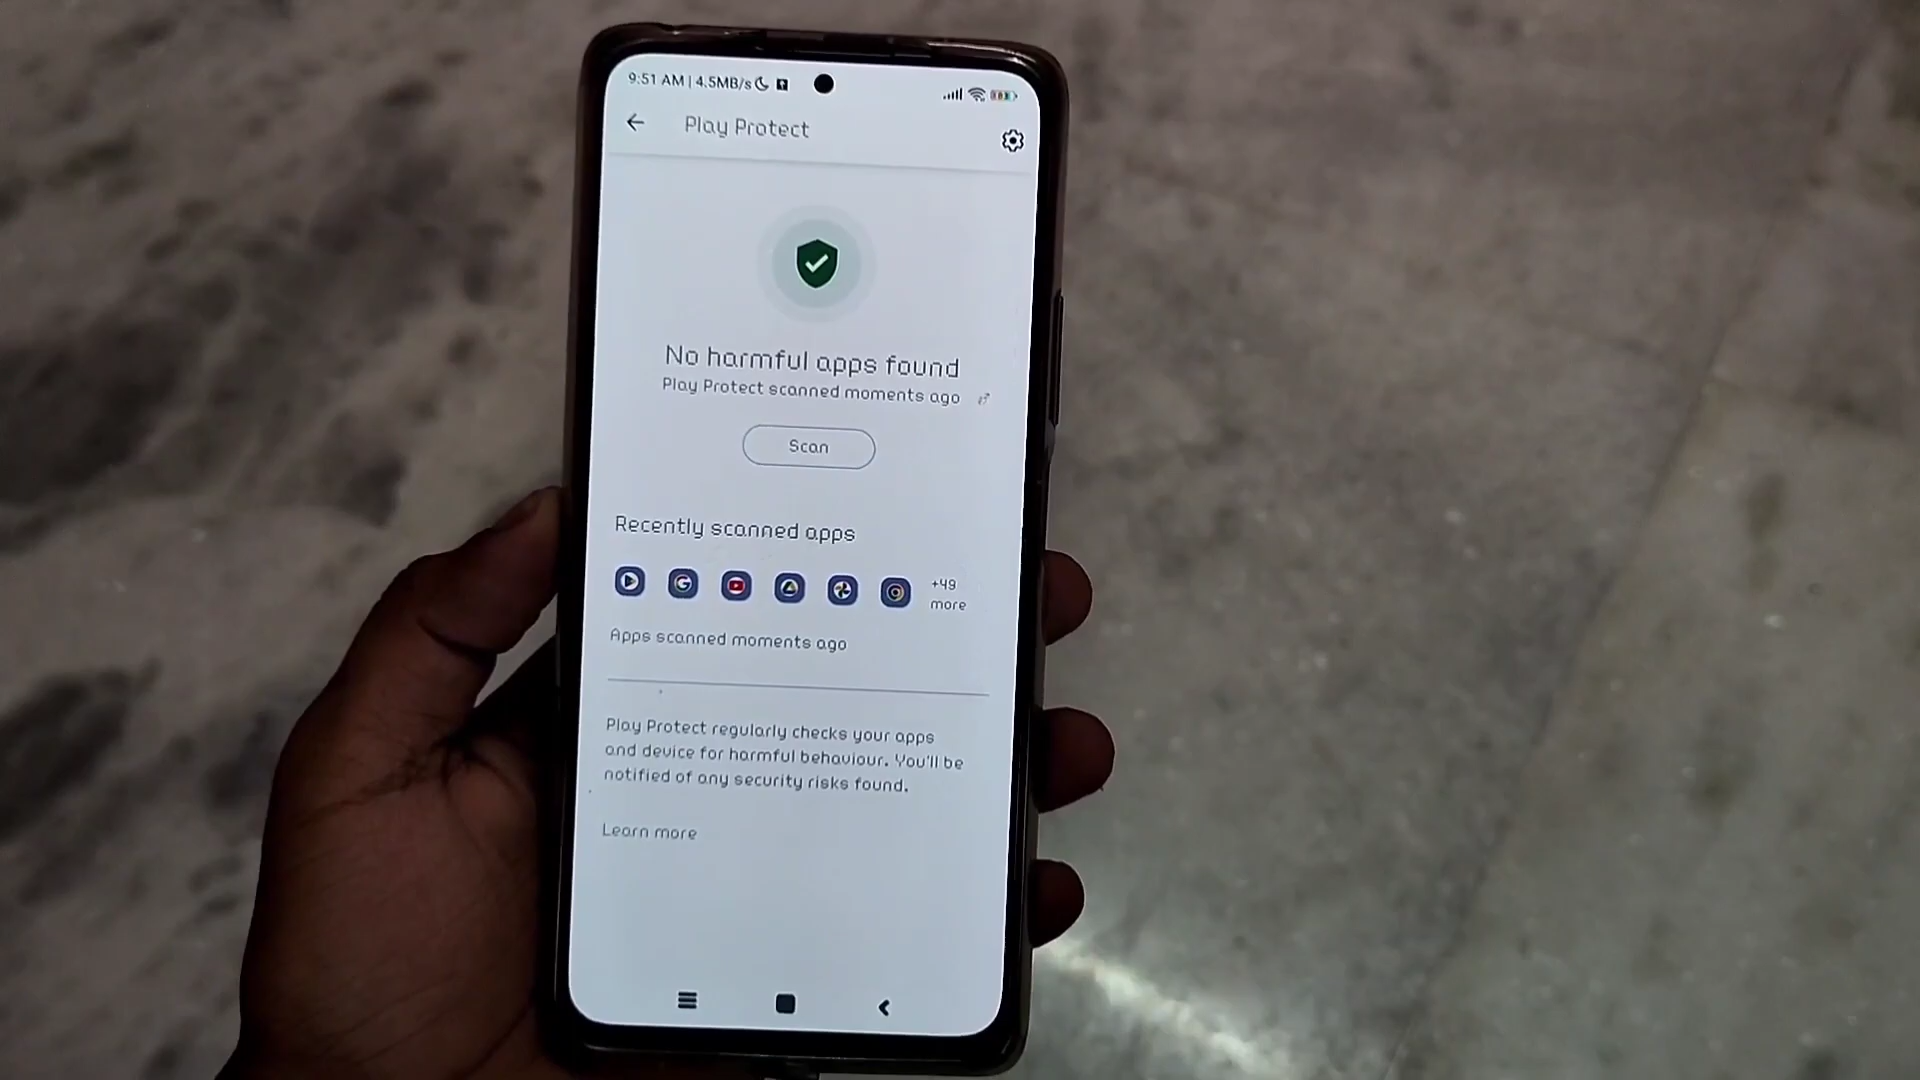 9:51 AM | 4.5MB/s
Play Protect
No harmful apps found
Play Protect scanned moments ago
Scan
Recently scanned apps
+49
more
Apps scanned moments ago
Play Protect regularly checks your apps
and device for harmful behaviour. You'll be
notified of any security risks found.
Learn more